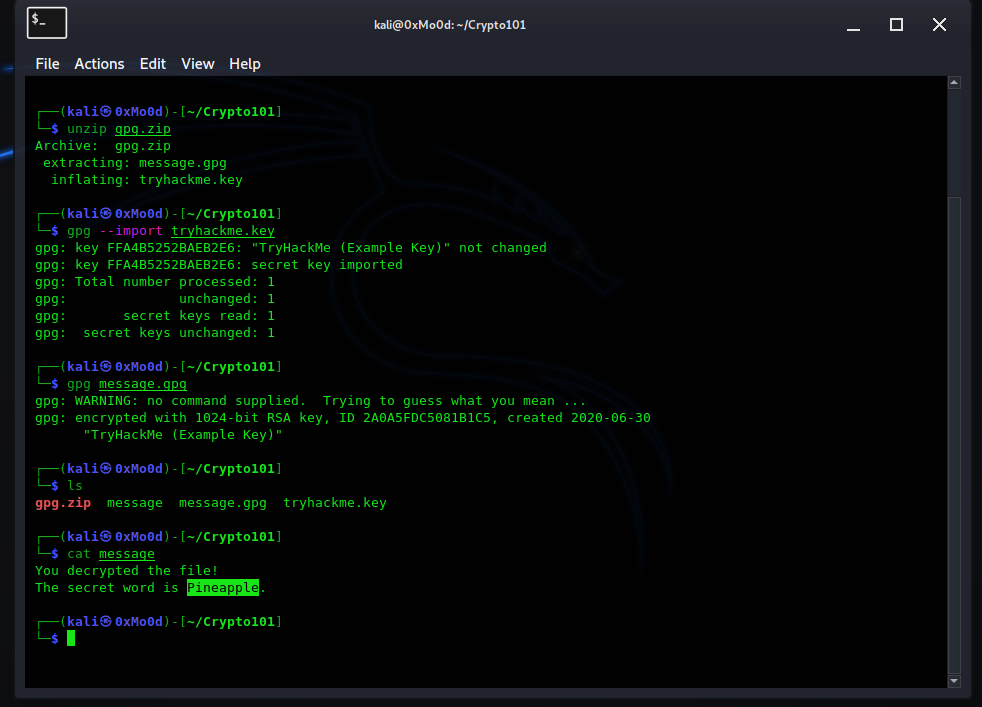 $_
kali@0xMo0d: ~/Crypto101
File Actions Edit View Help
┌──(kali㉿0xMo0d)-[~/Crypto101]
└─$ unzip gpg.zip
Archive:  gpg.zip
 extracting: message.gpg
  inflating: tryhackme.key
┌──(kali㉿0xMo0d)-[~/Crypto101]
└─$ gpg --import tryhackme.key
gpg: key FFA4B5252BAEB2E6: "TryHackMe (Example Key)" not changed
gpg: key FFA4B5252BAEB2E6: secret key imported
gpg: Total number processed: 1
gpg:              unchanged: 1
gpg:       secret keys read: 1
gpg:  secret keys unchanged: 1
┌──(kali㉿0xMo0d)-[~/Crypto101]
└─$ gpg message.gpg
gpg: WARNING: no command supplied.  Trying to guess what you mean ...
gpg: encrypted with 1024-bit RSA key, ID 2A0A5FDC5081B1C5, created 2020-06-30
      "TryHackMe (Example Key)"
┌──(kali㉿0xMo0d)-[~/Crypto101]
└─$ ls
gpg.zip  message  message.gpg  tryhackme.key
┌──(kali㉿0xMo0d)-[~/Crypto101]
└─$ cat message
You decrypted the file!
The secret word is Pineapple.
┌──(kali㉿0xMo0d)-[~/Crypto101]
└─$